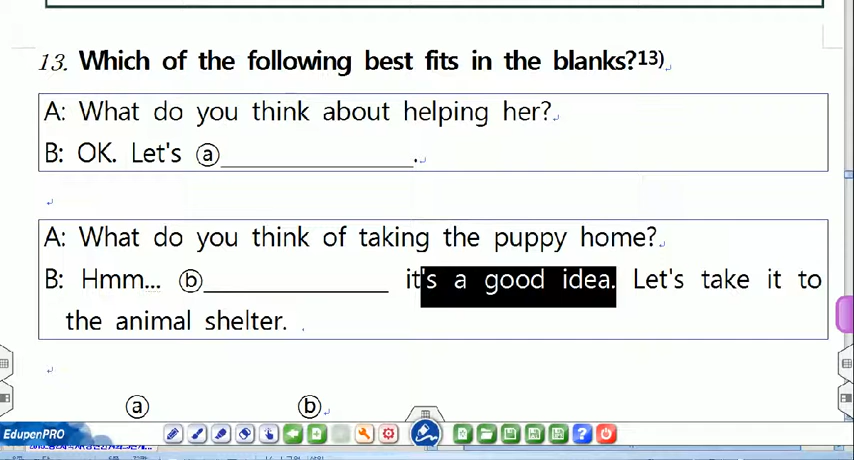 13. Which of the following best fits in the blanks?13)
A: What do you think about helping her?
B: OK. Let's ⓐ________________.
A: What do you think of taking the puppy home?
B: Hmm... ⓑ________________ it's a good idea. Let's take it to
the animal shelter.
ⓐ ⓑ
EdupenPRO